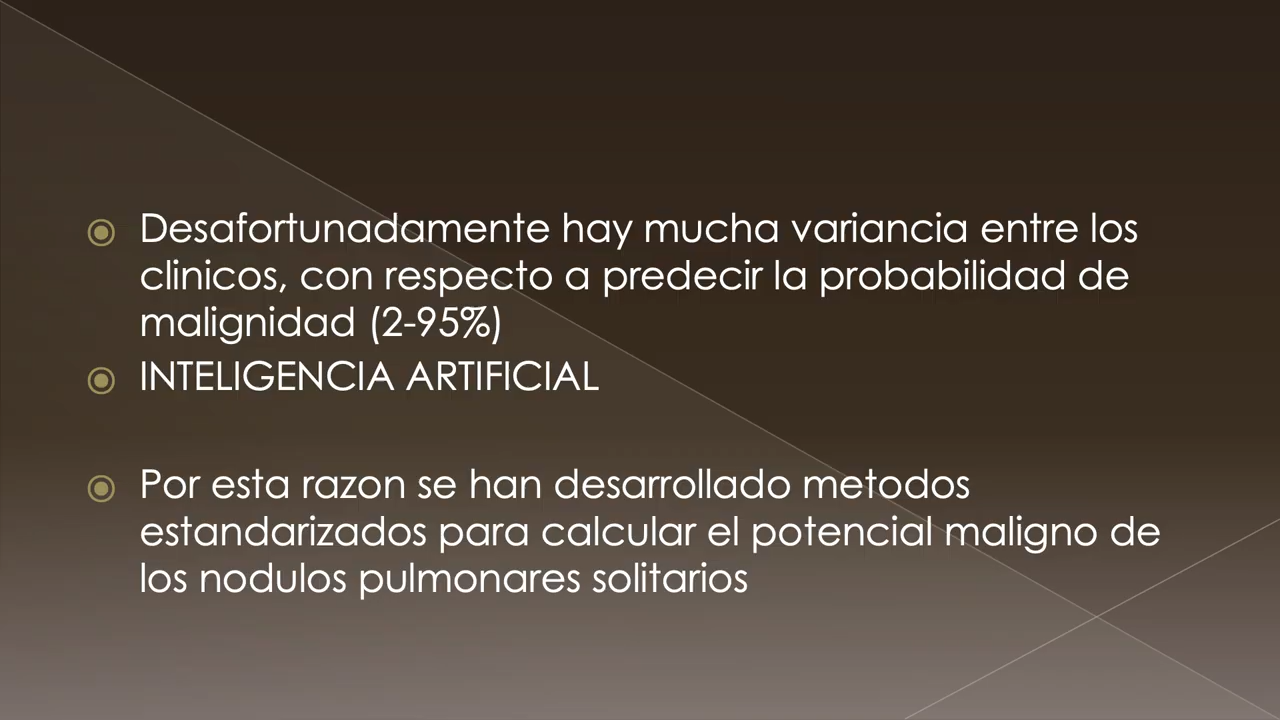 Desafortunadamente hay mucha variancia entre los
clinicos, con respecto a predecir la probabilidad de
malignidad (2-95%)
INTELIGENCIA ARTIFICIAL
Por esta razon se han desarrollado metodos
estandarizados para calcular el potencial maligno de
los nodulos pulmonares solitarios